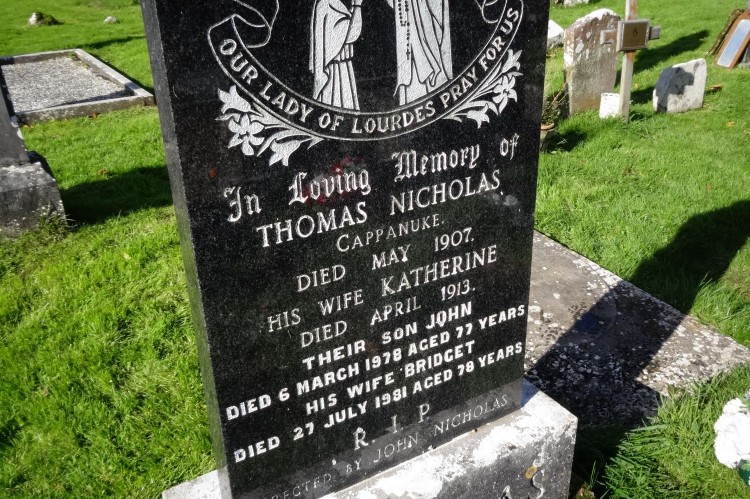 OUR LADY OF LOURDES PRAY FOR US
In Loving Memory of
THOMAS NICHOLAS
CAPPANUKE.
DIED MAY 1907.
HIS WIFE KATHERINE
DIED APRIL 1913.
THEIR SON JOHN
DIED 6 MARCH 1978 AGED 77 YEARS
HIS WIFE BRIDGET
DIED 27 JULY 1981 AGED 78 YEARS
R.I.P.
ERECTED BY JOHN NICHOLAS